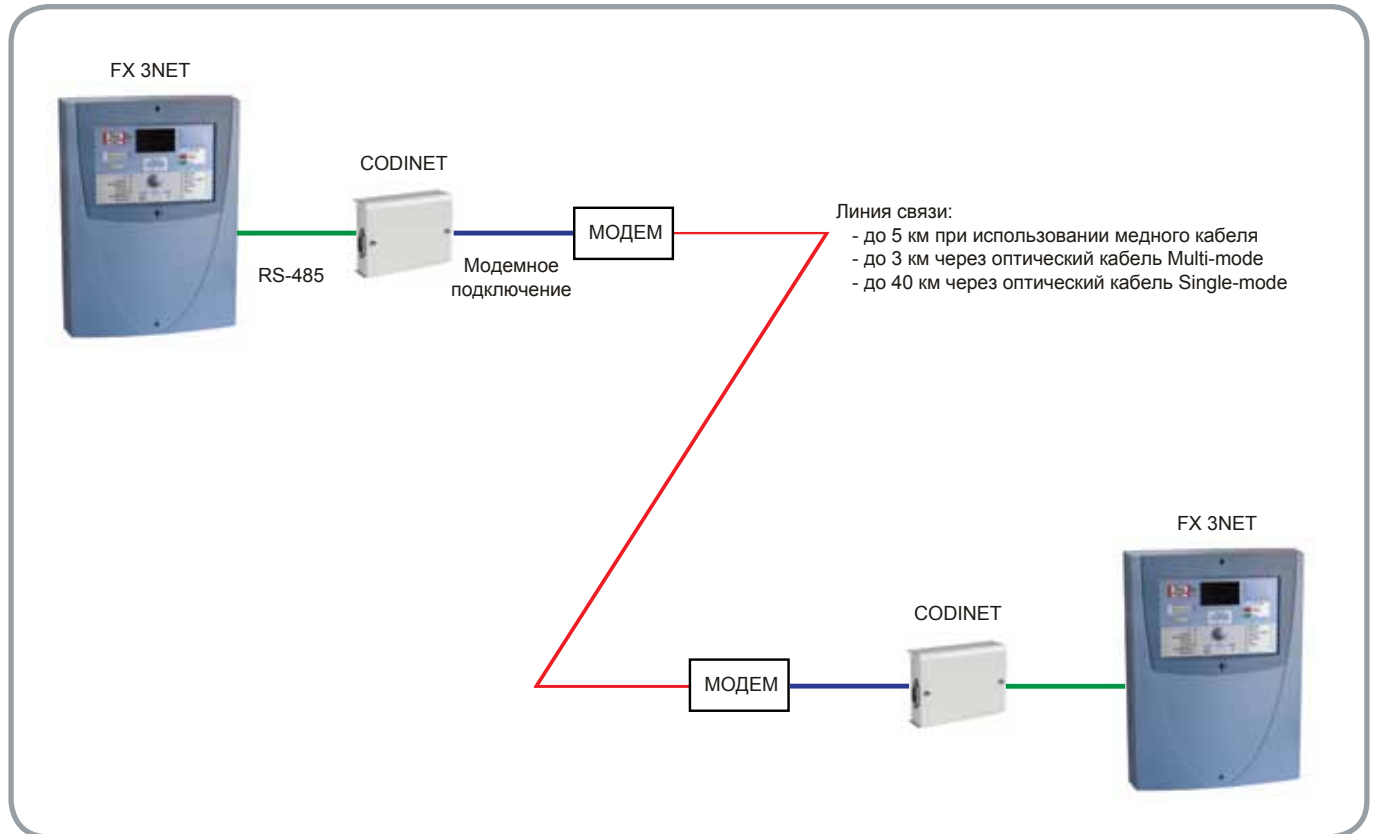 FX 3NET
CODINET
МОДЕМ
RS-485
Модемное
подключение
Линия связи:
- до 5 км при использовании медного кабеля
- до 3 км через оптический кабель Multi-mode
- до 40 км через оптический кабель Single-mode
FX 3NET
CODINET
МОДЕМ